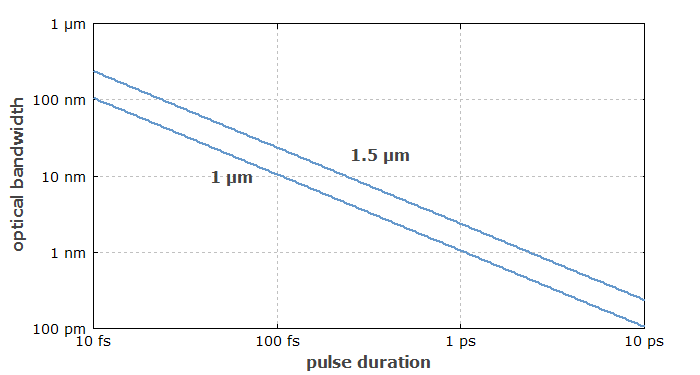 1 µm
100 nm
10 nm
1 nm
100 pm
optical bandwidth
1.5 µm
1 µm
10 fs
100 fs
1 ps
10 ps
pulse duration